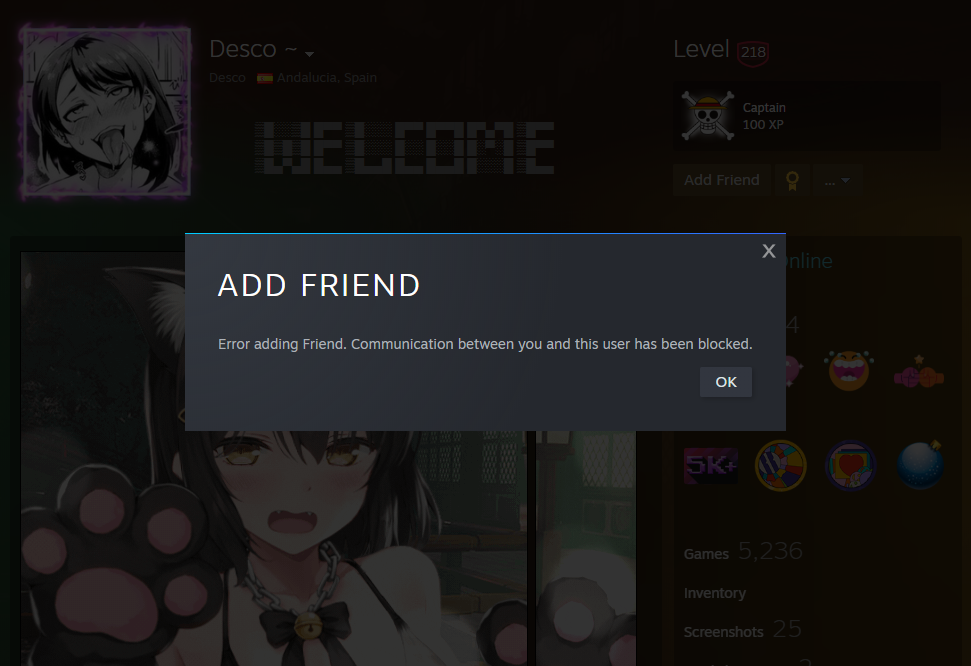 Desco ~
Level 218
Desco Andalucia, Spain
Captain
100 XP
WELCOME
Add Friend
...
X
nline
ADD FRIEND
4
Error adding Friend. Communication between you and this user has been blocked.
OK
5K+
Games 5,236
Inventory
Screenshots 25